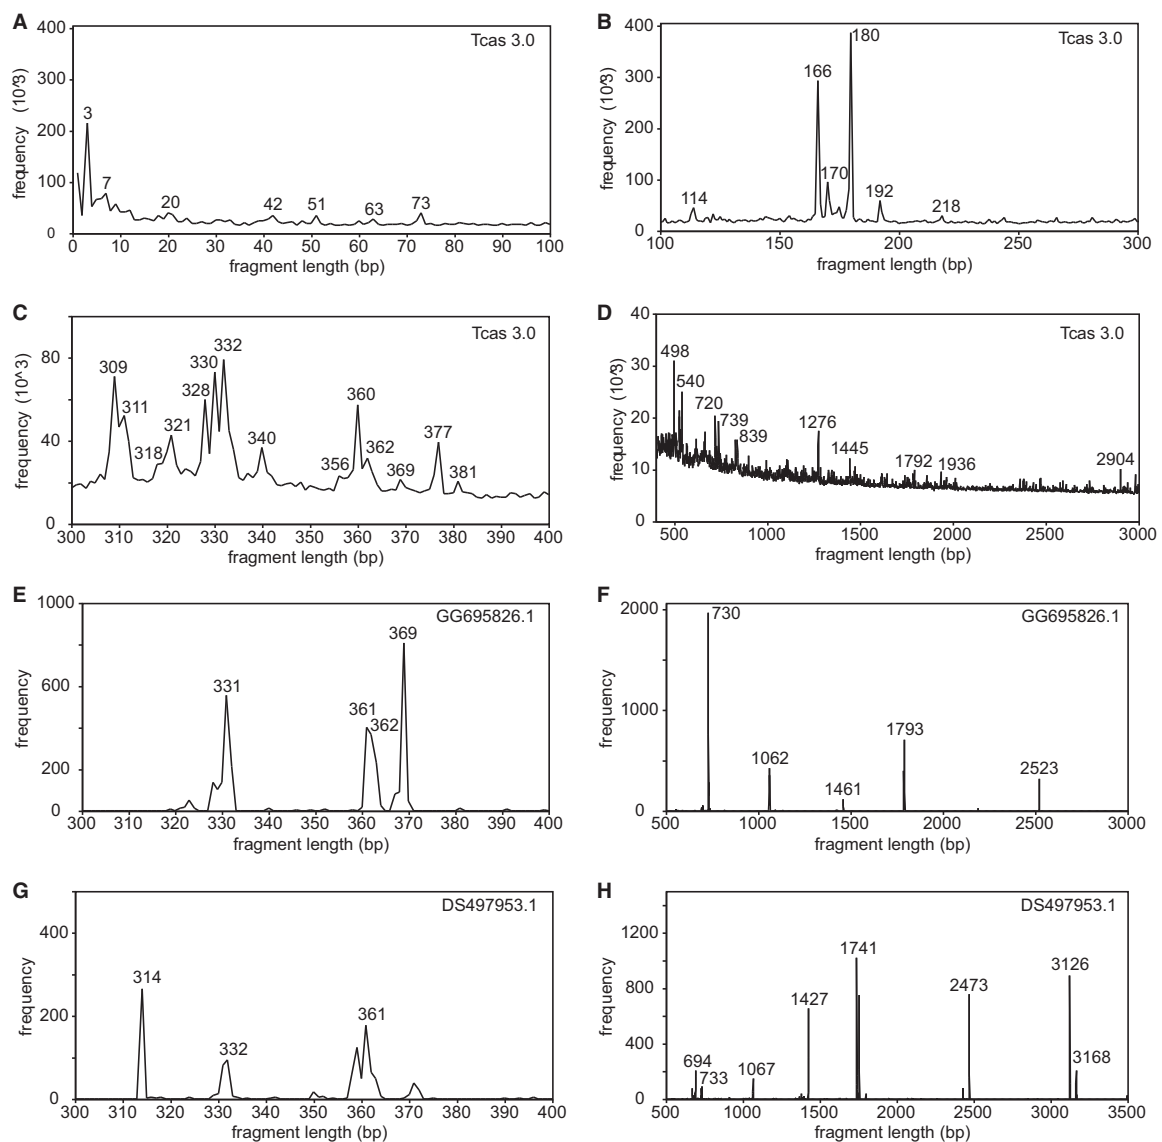 A
Tcas 3.0
frequency (10^3)
400
300
200
100
0
3
7
20
42
51
63
73
0 10 20 30 40 50 60 70 80 90 100
fragment length (bp)
B
Tcas 3.0
frequency (10^3)
400
300
200
100
0
114
166
170
180
192
218
100 150 200 250 300
fragment length (bp)
C
Tcas 3.0
frequency (10^3)
80
40
0
309
311
318
321
328
330
332
340
356
360
362
369
377
381
300 310 320 330 340 350 360 370 380 390 400
fragment length (bp)
D
Tcas 3.0
frequency (10^3)
40
30
20
10
0
498
540
720
739
839
1276
1445
1792
1936
2904
500 1000 1500 2000 2500 3000
fragment length (bp)
E
GG695826.1
frequency
1000
600
200
0
331
361
362
369
300 310 320 330 340 350 360 370 380 390 400
fragment length (bp)
F
GG695826.1
frequency
2000
1000
0
730
1062
1461
1793
2523
500 1000 1500 2000 2500 3000
fragment length (bp)
G
DS497953.1
frequency
400
200
0
314
332
361
300 310 320 330 340 350 360 370 380 390 400
fragment length (bp)
H
DS497953.1
frequency
1200
800
400
0
694
733
1067
1427
1741
2473
3126
3168
500 1000 1500 2000 2500 3000 3500
fragment length (bp)